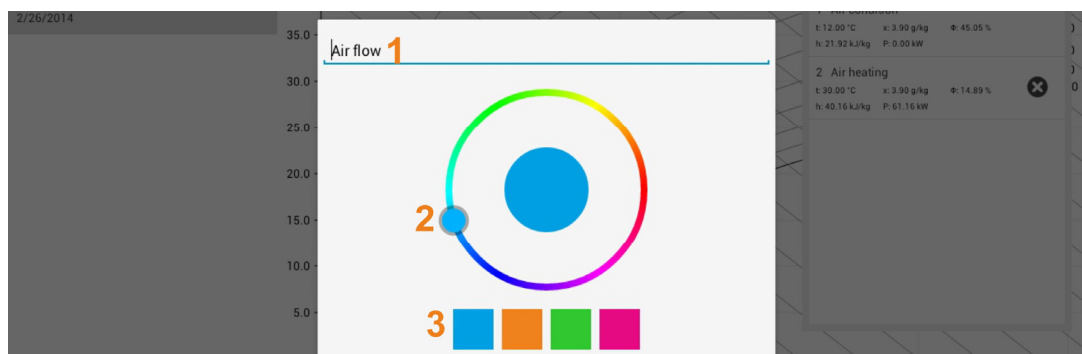 2/26/2014
35.0
30.0
25.0
20.0
15.0
10.0
5.0
Air flow 1
2
3
t: 12.00 °C x: 3.90 g/kg Φ: 45.05 %
h: 21.92 kJ/kg P: 0.00 kW
2 Air heating
t: 30.00 °C x: 3.90 g/kg Φ: 14.89 %
h: 40.16 kJ/kg P: 61.16 kW
)
)
)
0